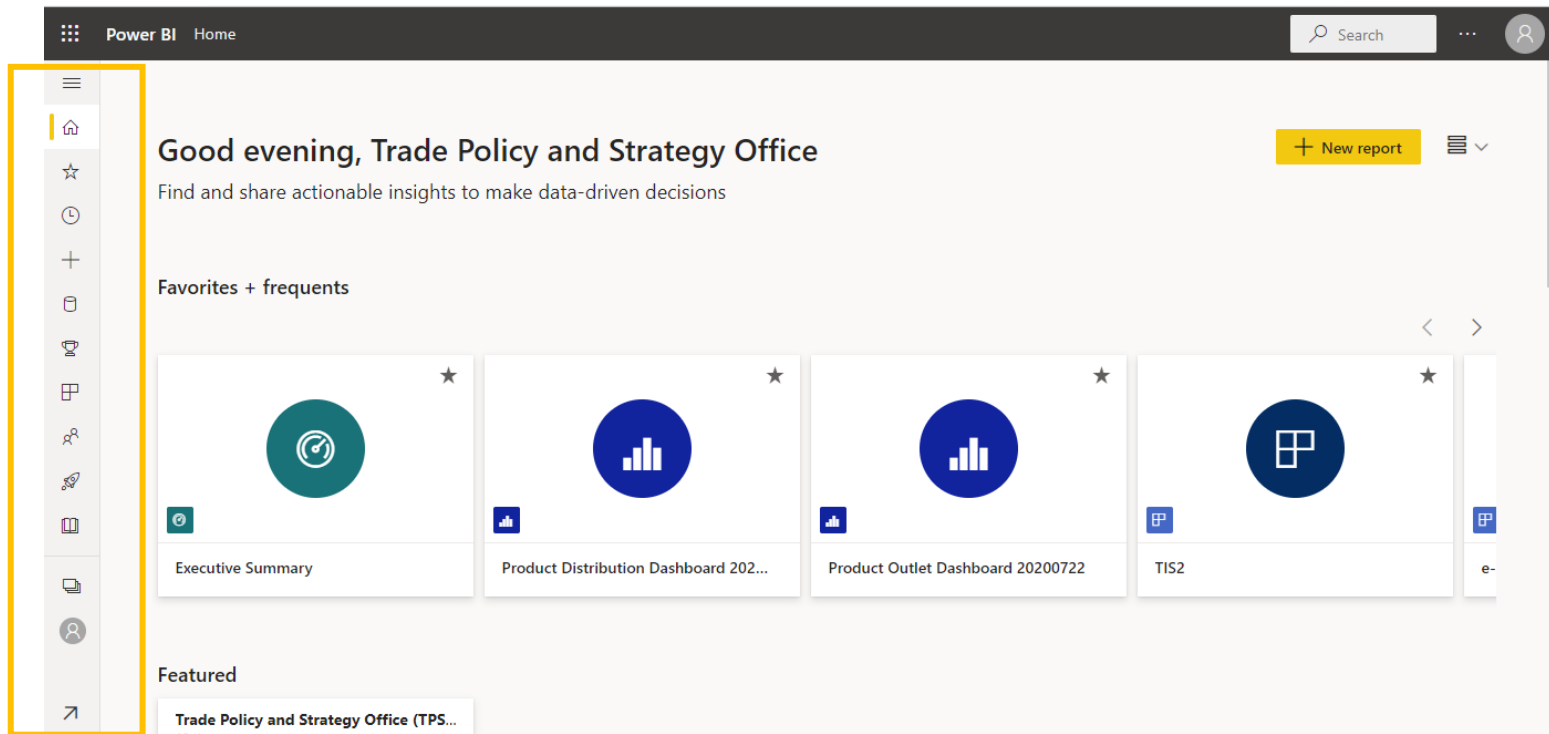 Power BI Home
Search
Good evening, Trade Policy and Strategy Office
+ New report
Find and share actionable insights to make data-driven decisions
Favorites + frequents
Executive Summary
Product Distribution Dashboard 202...
Product Outlet Dashboard 20200722
TIS2
e-
Featured
Trade Policy and Strategy Office (TPS...